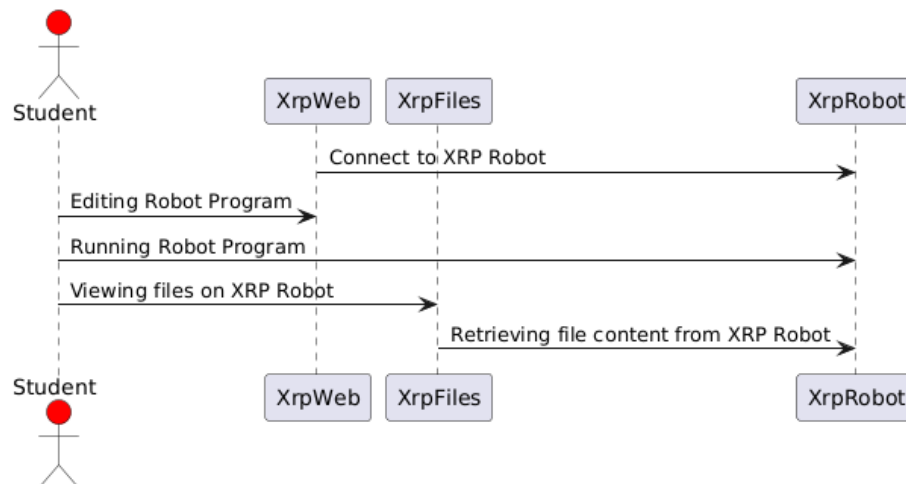 Student
XrpWeb
XrpFiles
XrpRobot
Connect to XRP Robot
Editing Robot Program
Running Robot Program
Viewing files on XRP Robot
Retrieving file content from XRP Robot
Student
XrpWeb
XrpFiles
XrpRobot